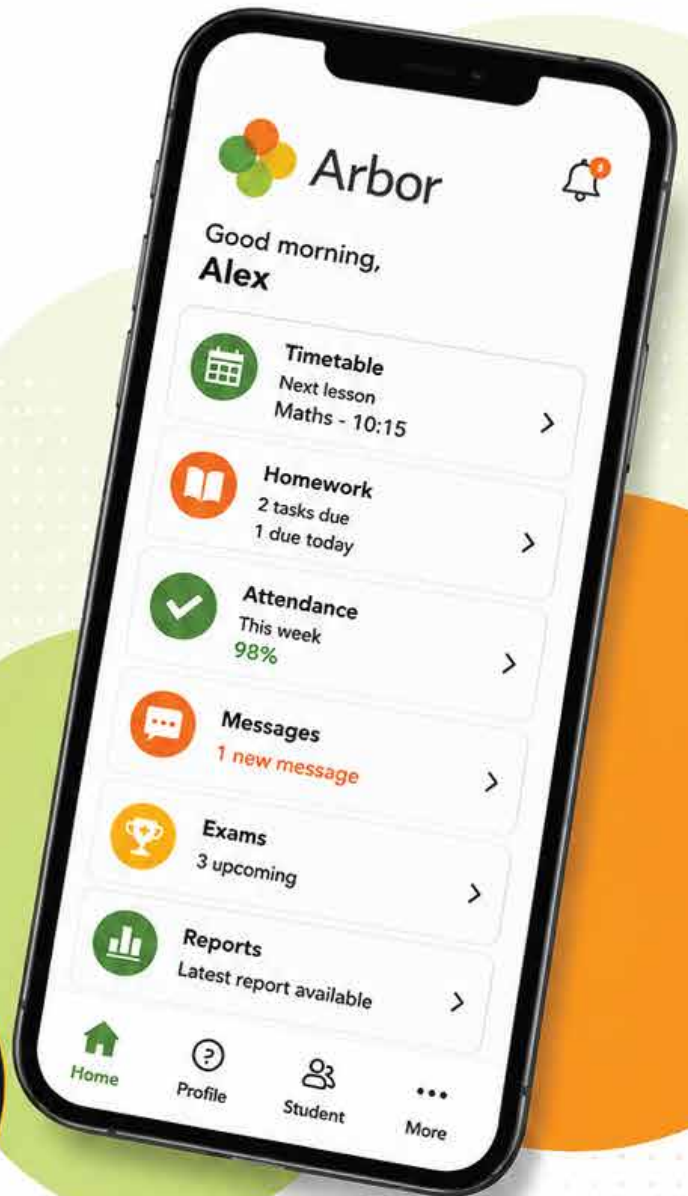 Arbor
Good morning,
Alex
Timetable
Next lesson
Maths - 10:15
Homework
2 tasks due
1 due today
Attendance
This week
98%
Messages
1 new message
Exams
3 upcoming
Reports
Latest report available
Home
Profile
Student
More